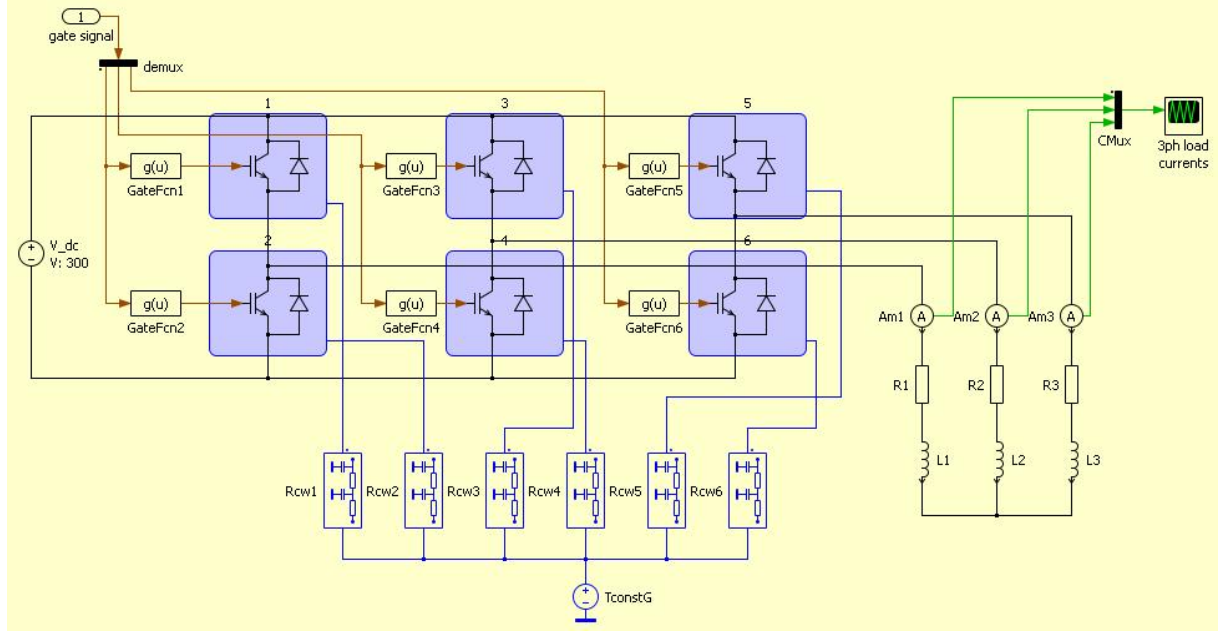 1
gate signal
demux
1
3
5
g(u)
GateFcn1
g(u)
GateFcn3
g(u)
GateFcn5
CMux
3ph load
currents
V_dc
V: 300
2
4
6
g(u)
GateFcn2
g(u)
GateFcn4
g(u)
GateFcn6
Am1
A
Am2
A
Am3
A
R1
R2
R3
L1
L2
L3
Rcw1
Rcw2
Rcw3
Rcw4
Rcw5
Rcw6
TconstG